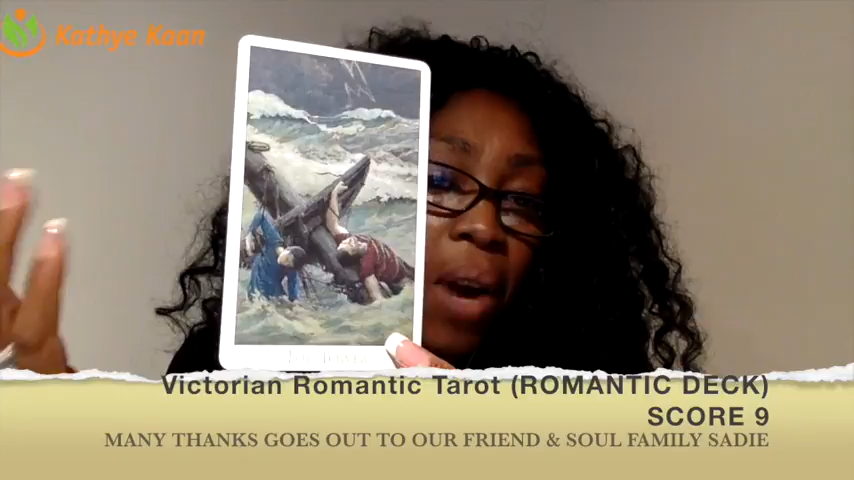 Kathye Kaan
Victorian Romantic Tarot (ROMANTIC DECK)
SCORE 9
MANY THANKS GOES OUT TO OUR FRIEND & SOUL FAMILY SADIE